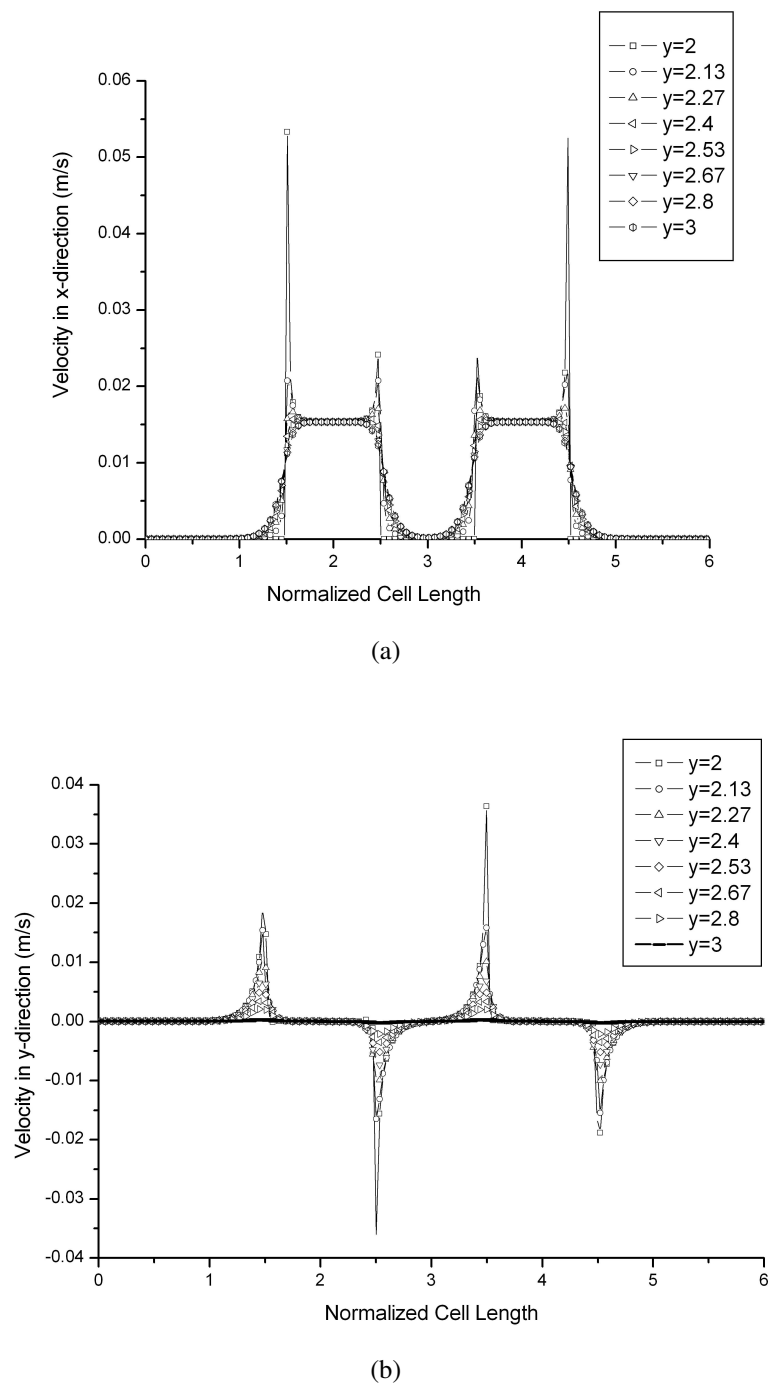 y=2
y=2.13
y=2.27
y=2.4
y=2.53
y=2.67
y=2.8
y=3
0.06
0.05
0.04
0.03
0.02
0.01
0.00
Velocity in x-direction (m/s)
0 1 2 3 4 5 6
Normalized Cell Length
(a)
y=2
y=2.13
y=2.27
y=2.4
y=2.53
y=2.67
y=2.8
y=3
0.04
0.03
0.02
0.01
0.00
-0.01
-0.02
-0.03
-0.04
Velocity in y-direction (m/s)
0 1 2 3 4 5 6
Normalized Cell Length
(b)